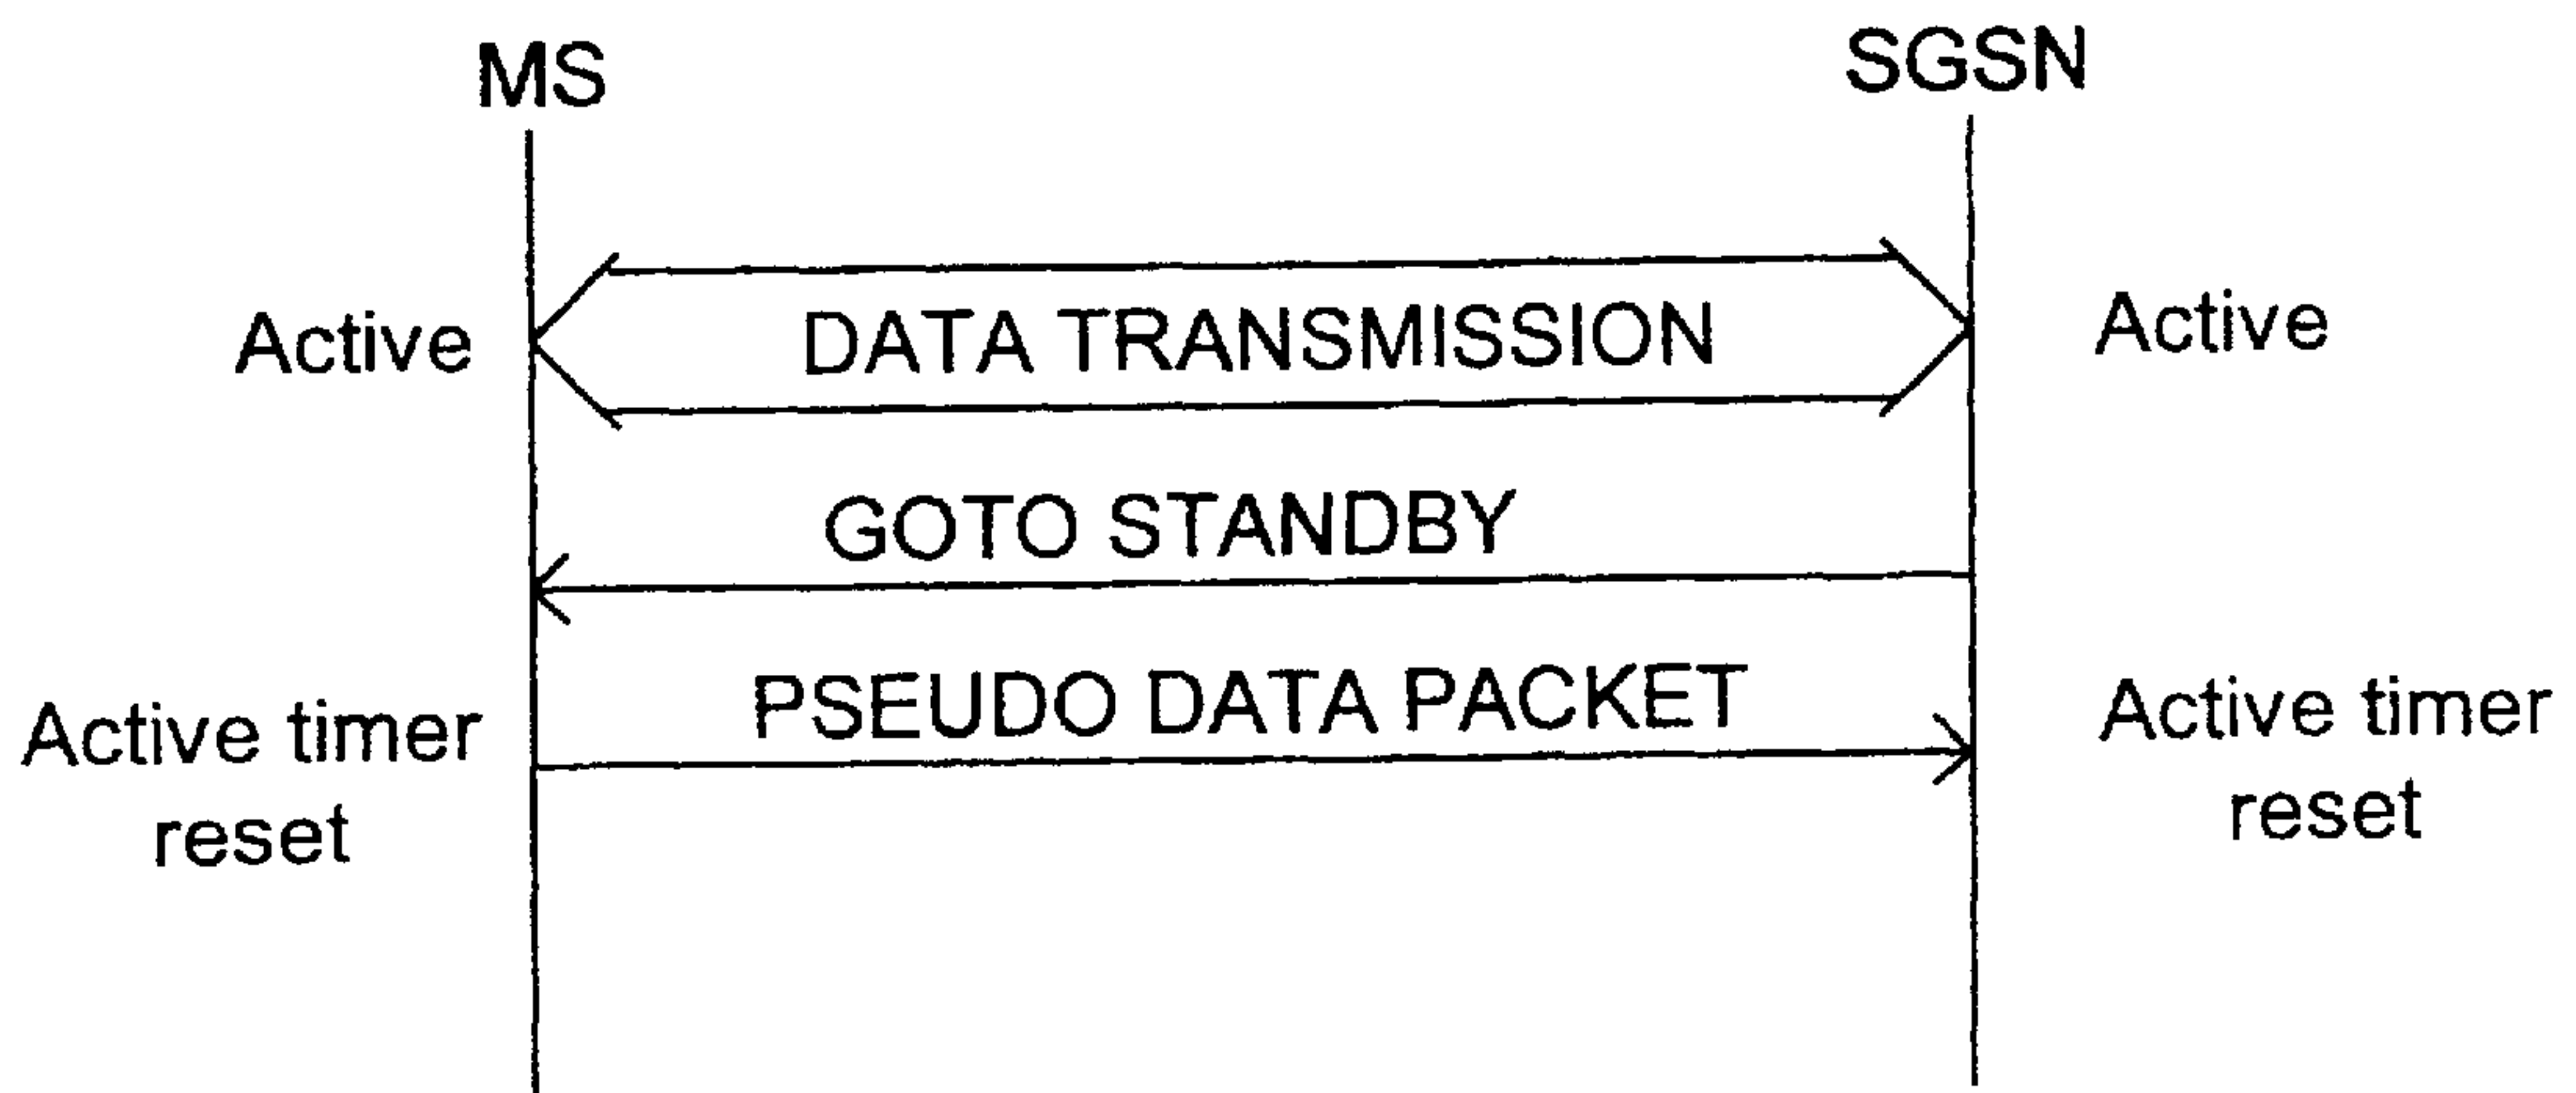 MS
SGSN
Active
DATA TRANSMISSION
Active
GOTO STANDBY
Active timer
reset
PSEUDO DATA PACKET
Active timer
reset